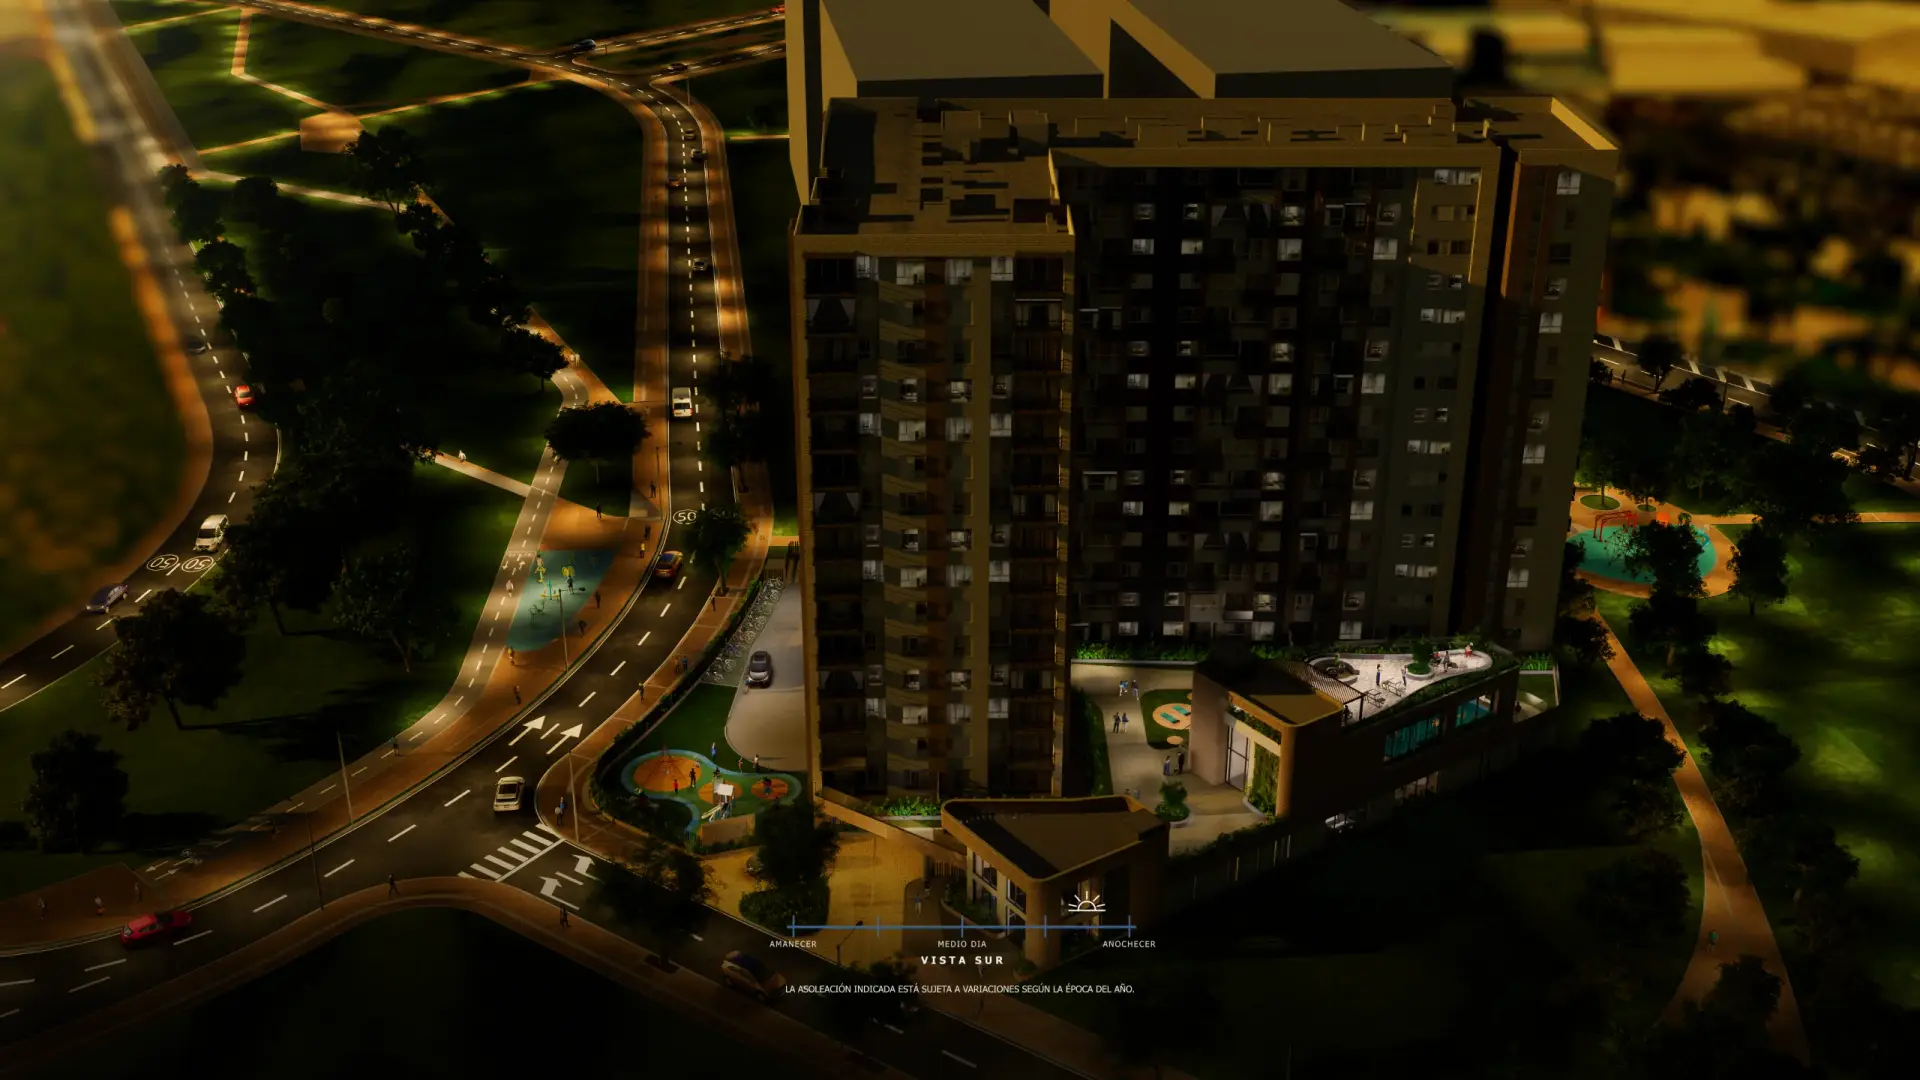 50
50 50
AMANECER MEDIO DIA ANOCHECER
VISTA SUR
LA ASOLEACIÓN INDICADA ESTÁ SUJETA A VARIACIONES SEGÚN LA ÉPOCA DEL AÑO.